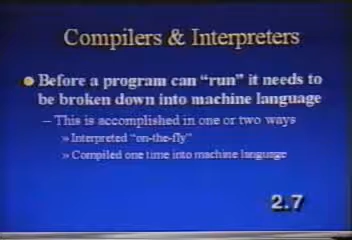 Compilers & Interpreters
Before a program can “run” it needs to
be broken down into machine language
– This is accomplished in one or two ways
» Interpreted “on-the-fly”
» Compiled one time into machine language
2.7